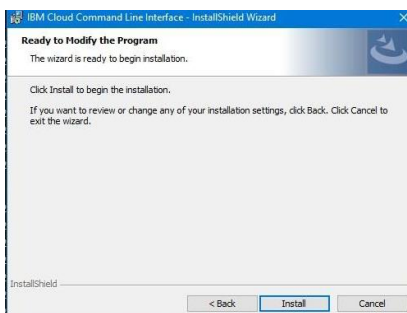 IBM Cloud Command Line Interface - InstallShield Wizard
Ready to Modify the Program
The wizard is ready to begin installation.
Click Install to begin the installation.
If you want to review or change any of your installation settings, click Back. Click Cancel to
exit the wizard.
InstallShield
< Back Install Cancel